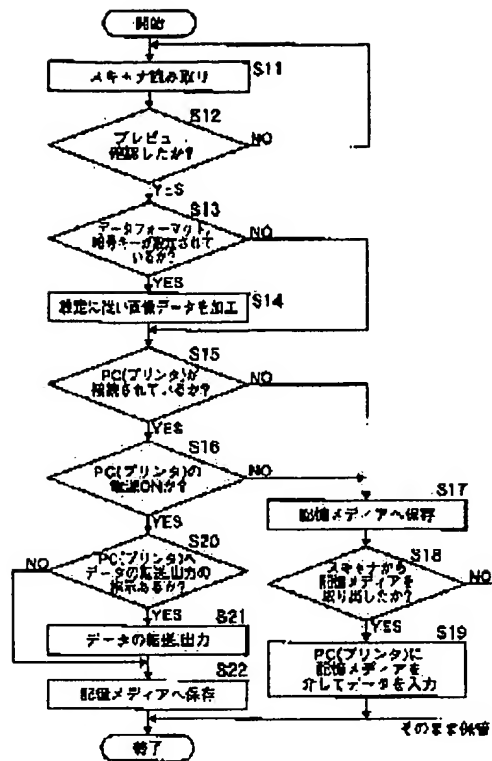 開始
S11
スキャナ読み取り
S12
プレビュー
確認したか?
NO
YES
S13
データフォーマット,
暗号キーが設定されて
いるか?
NO
YES
設定に従い画像データを加工
S14
S15
PC(プリンタ)が
接続されているか?
NO
YES
S16
PC(プリンタ)の
電源ONか?
NO
YES
S17
記憶メディアへ保存
S18
スキャナから
記憶メディアを
取り出したか?
NO
YES
S19
PC(プリンタ)に
記憶メディアを
介してデータを入力
S20
PC(プリンタ)へ
データの転送,出力の
指示あるか?
NO
YES
S21
データの転送,出力
S22
記憶メディアへ保存
そのまま保管
終了